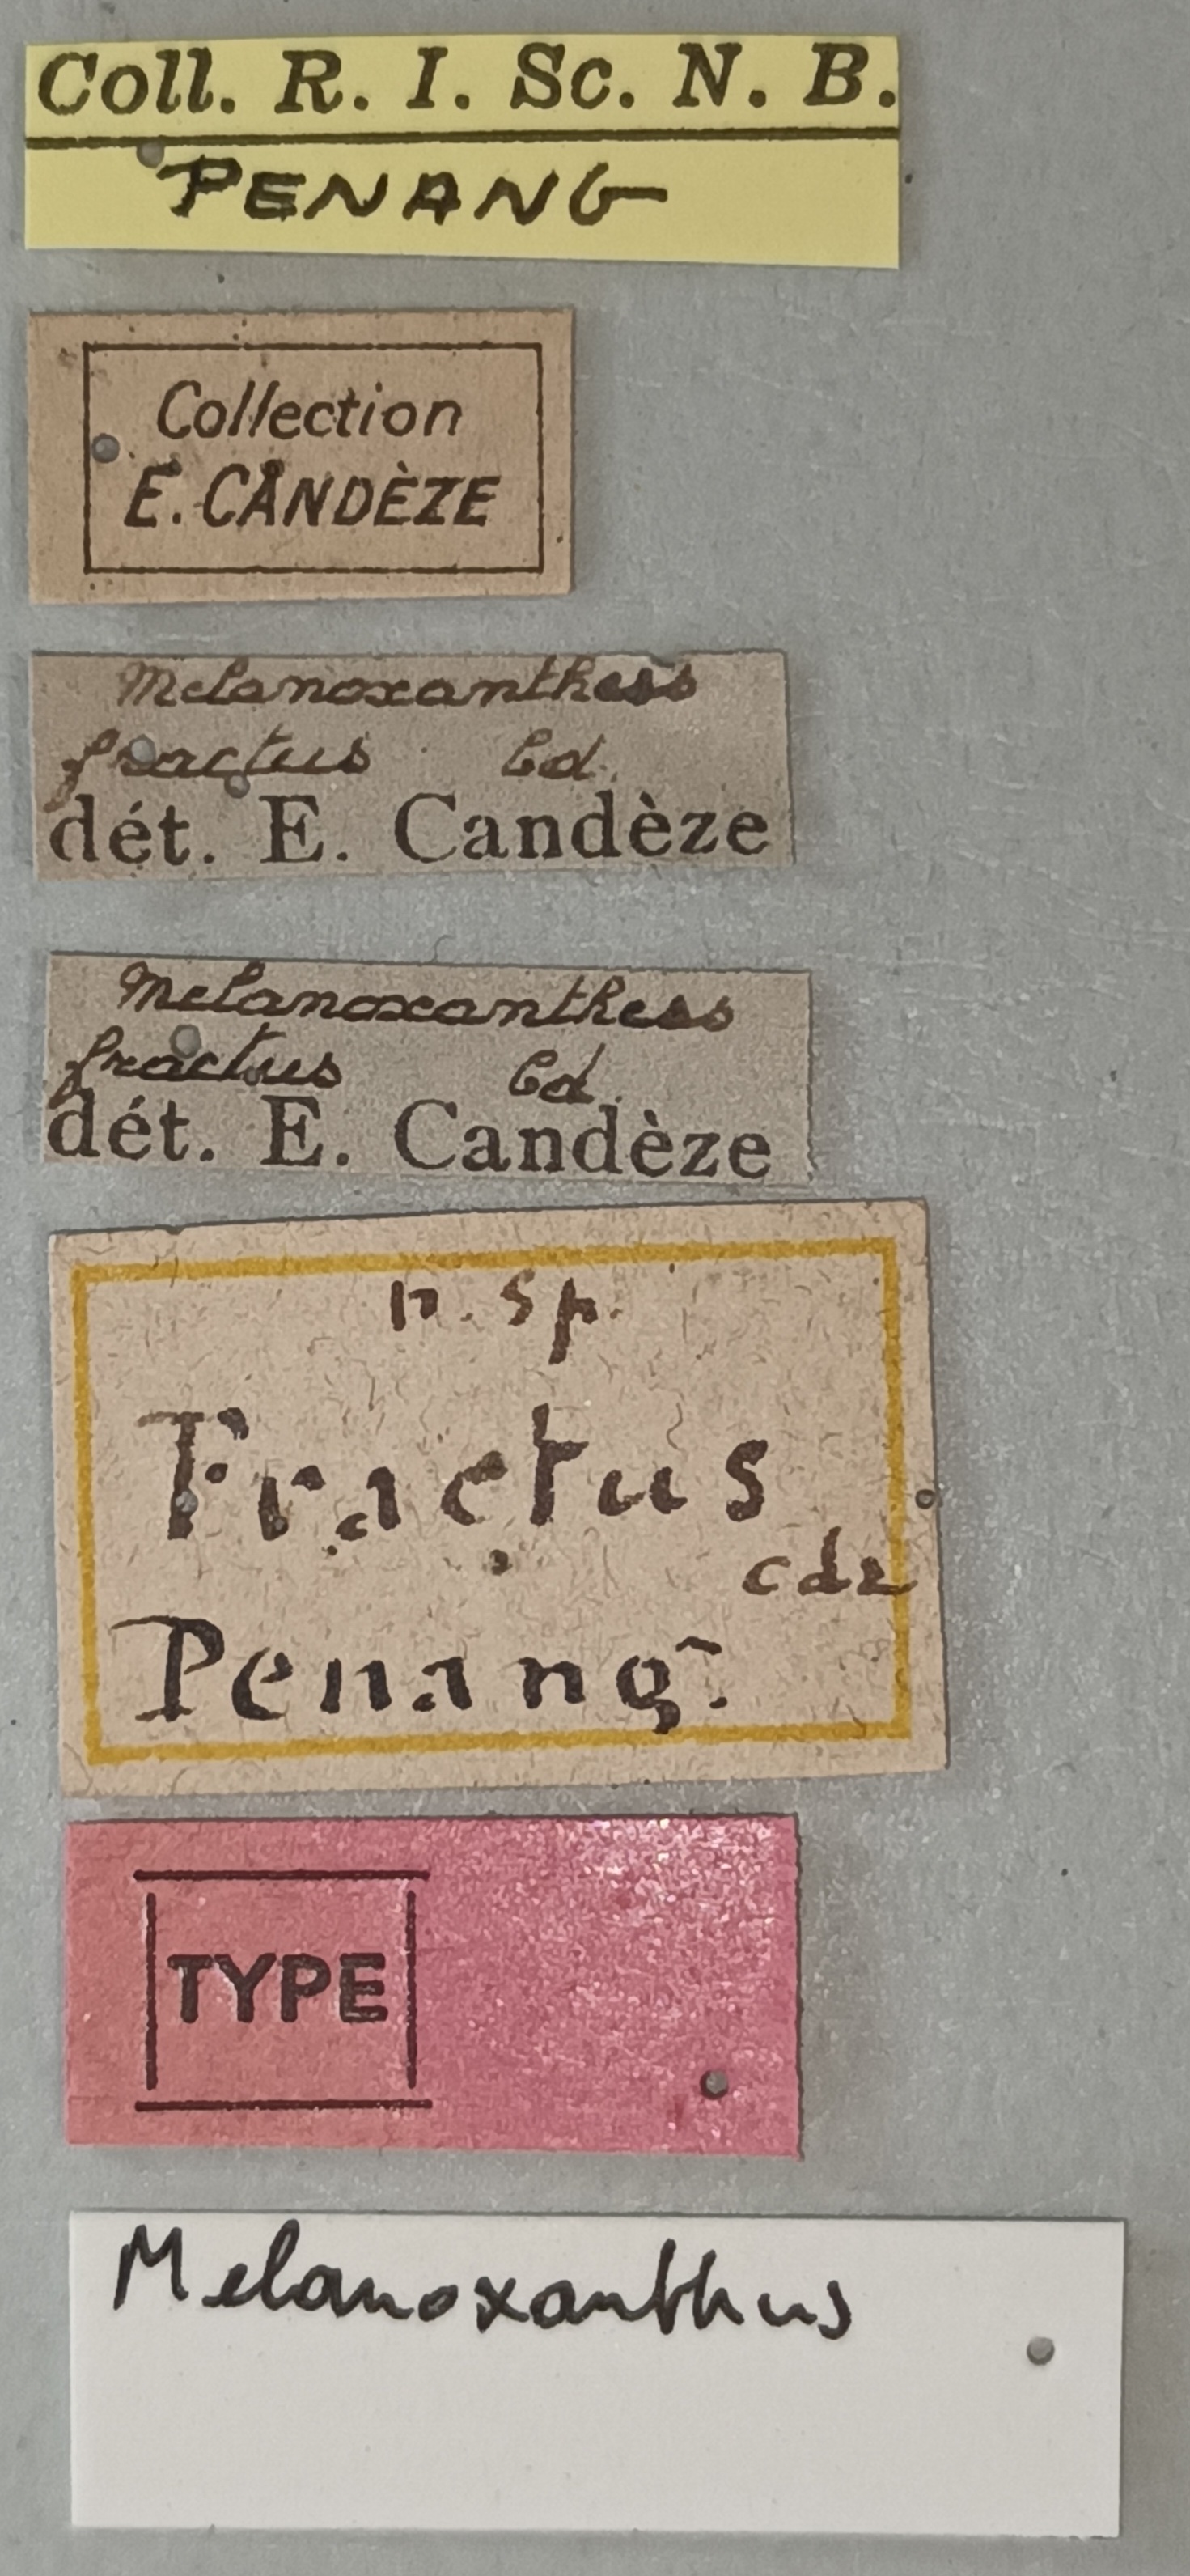 Coll. R. I. Sc. N. B.
PENANG
Collection
E. CANDÈZE
Melanoxanthus
fractus Cd.
dét. E. Candèze
Melanoxanthus
fractus Cd.
dét. E. Candèze
n. sp.
Fractus
cdz
Penang.
TYPE
Melanoxanthus